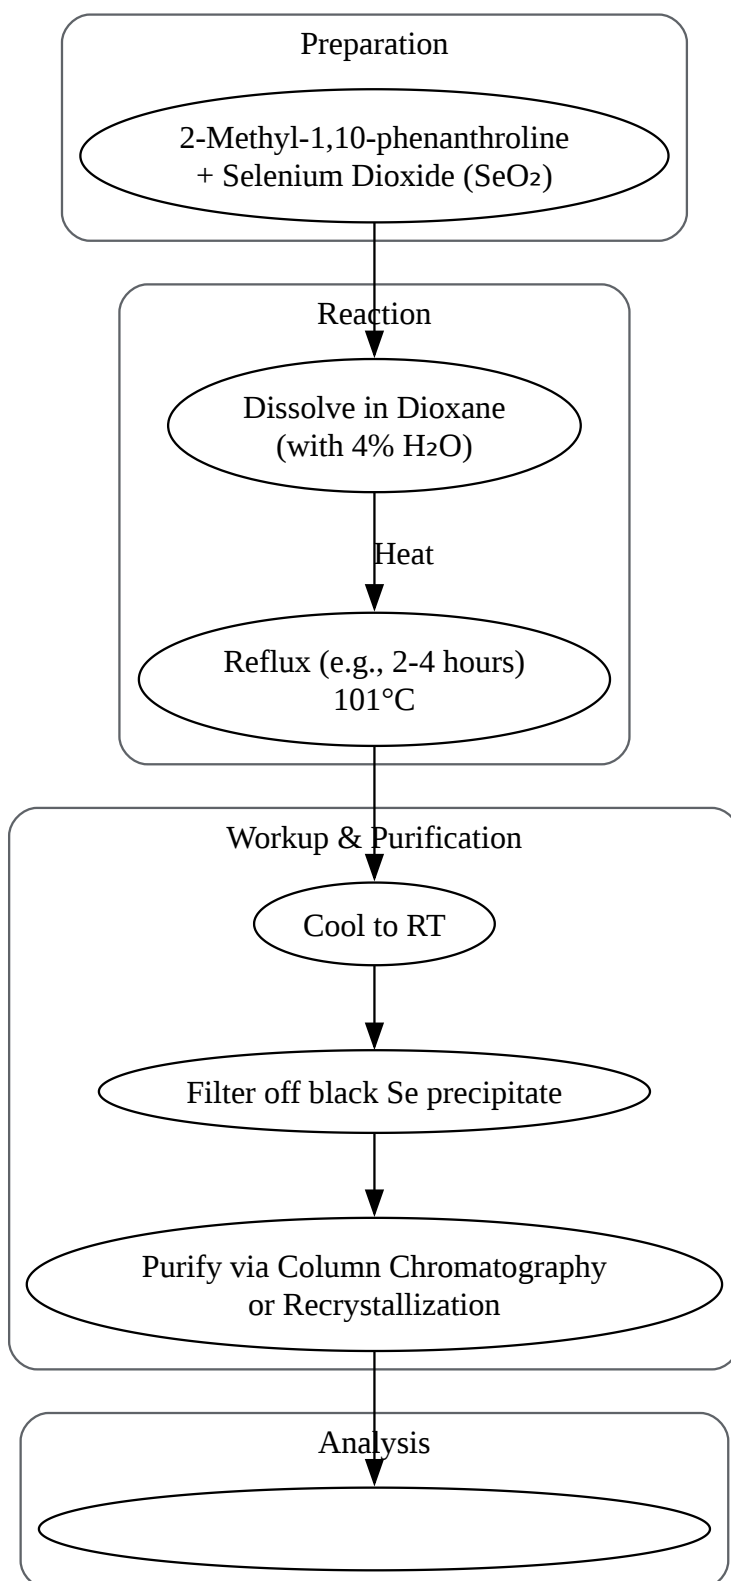 Preparation
2-Methyl-1,10-phenanthroline
+ Selenium Dioxide (SeO₂)
Reaction
Dissolve in Dioxane
(with 4% H₂O)
Heat
Reflux (e.g., 2-4 hours)
101°C
Workup & Purification
Cool to RT
Filter off black Se precipitate
Purify via Column Chromatography
or Recrystallization
Analysis